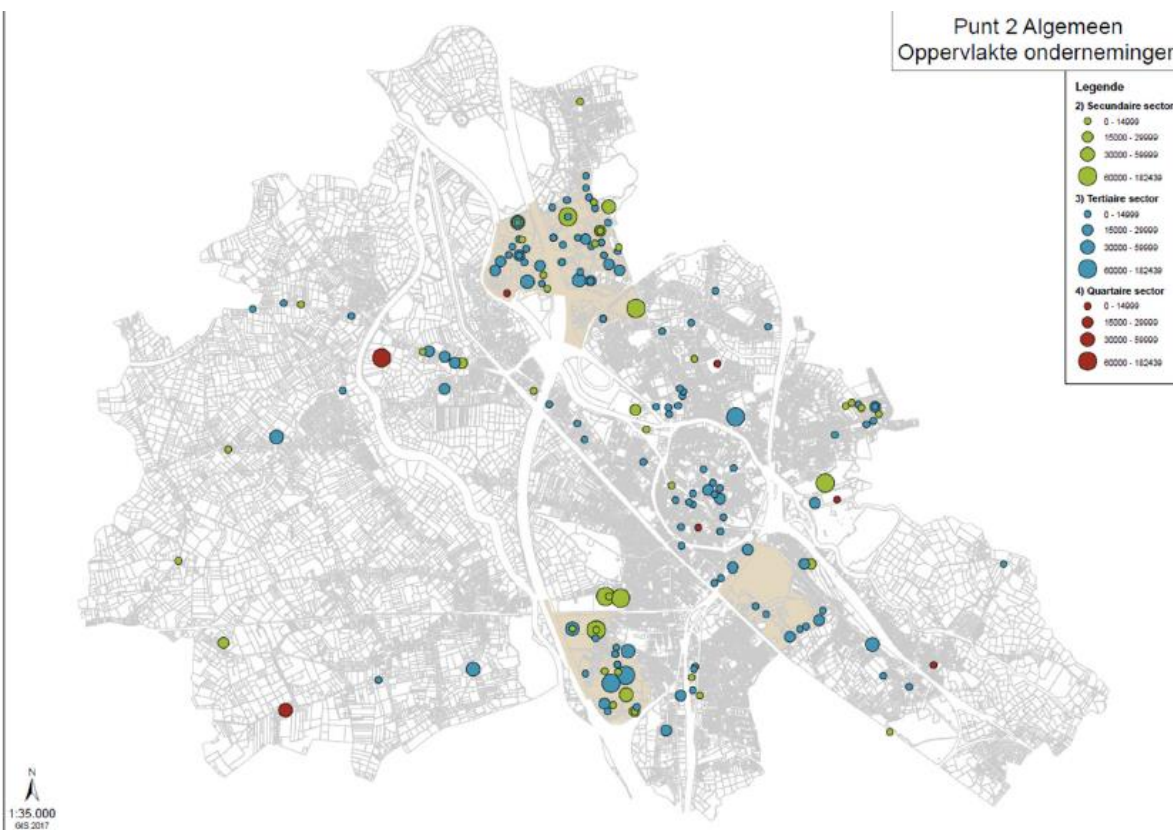 Punt 2 Algemeen
Oppervlakte ondernemingen
Legende
2) Secundaire sector
0 - 14999
15000 - 29999
30000 - 59999
60000 - 182439
3) Tertiaire sector
0 - 14999
15000 - 29999
30000 - 59999
60000 - 182439
4) Quartaire sector
0 - 14999
15000 - 29999
30000 - 59999
60000 - 182439
N
1:35.000
GIS 2017